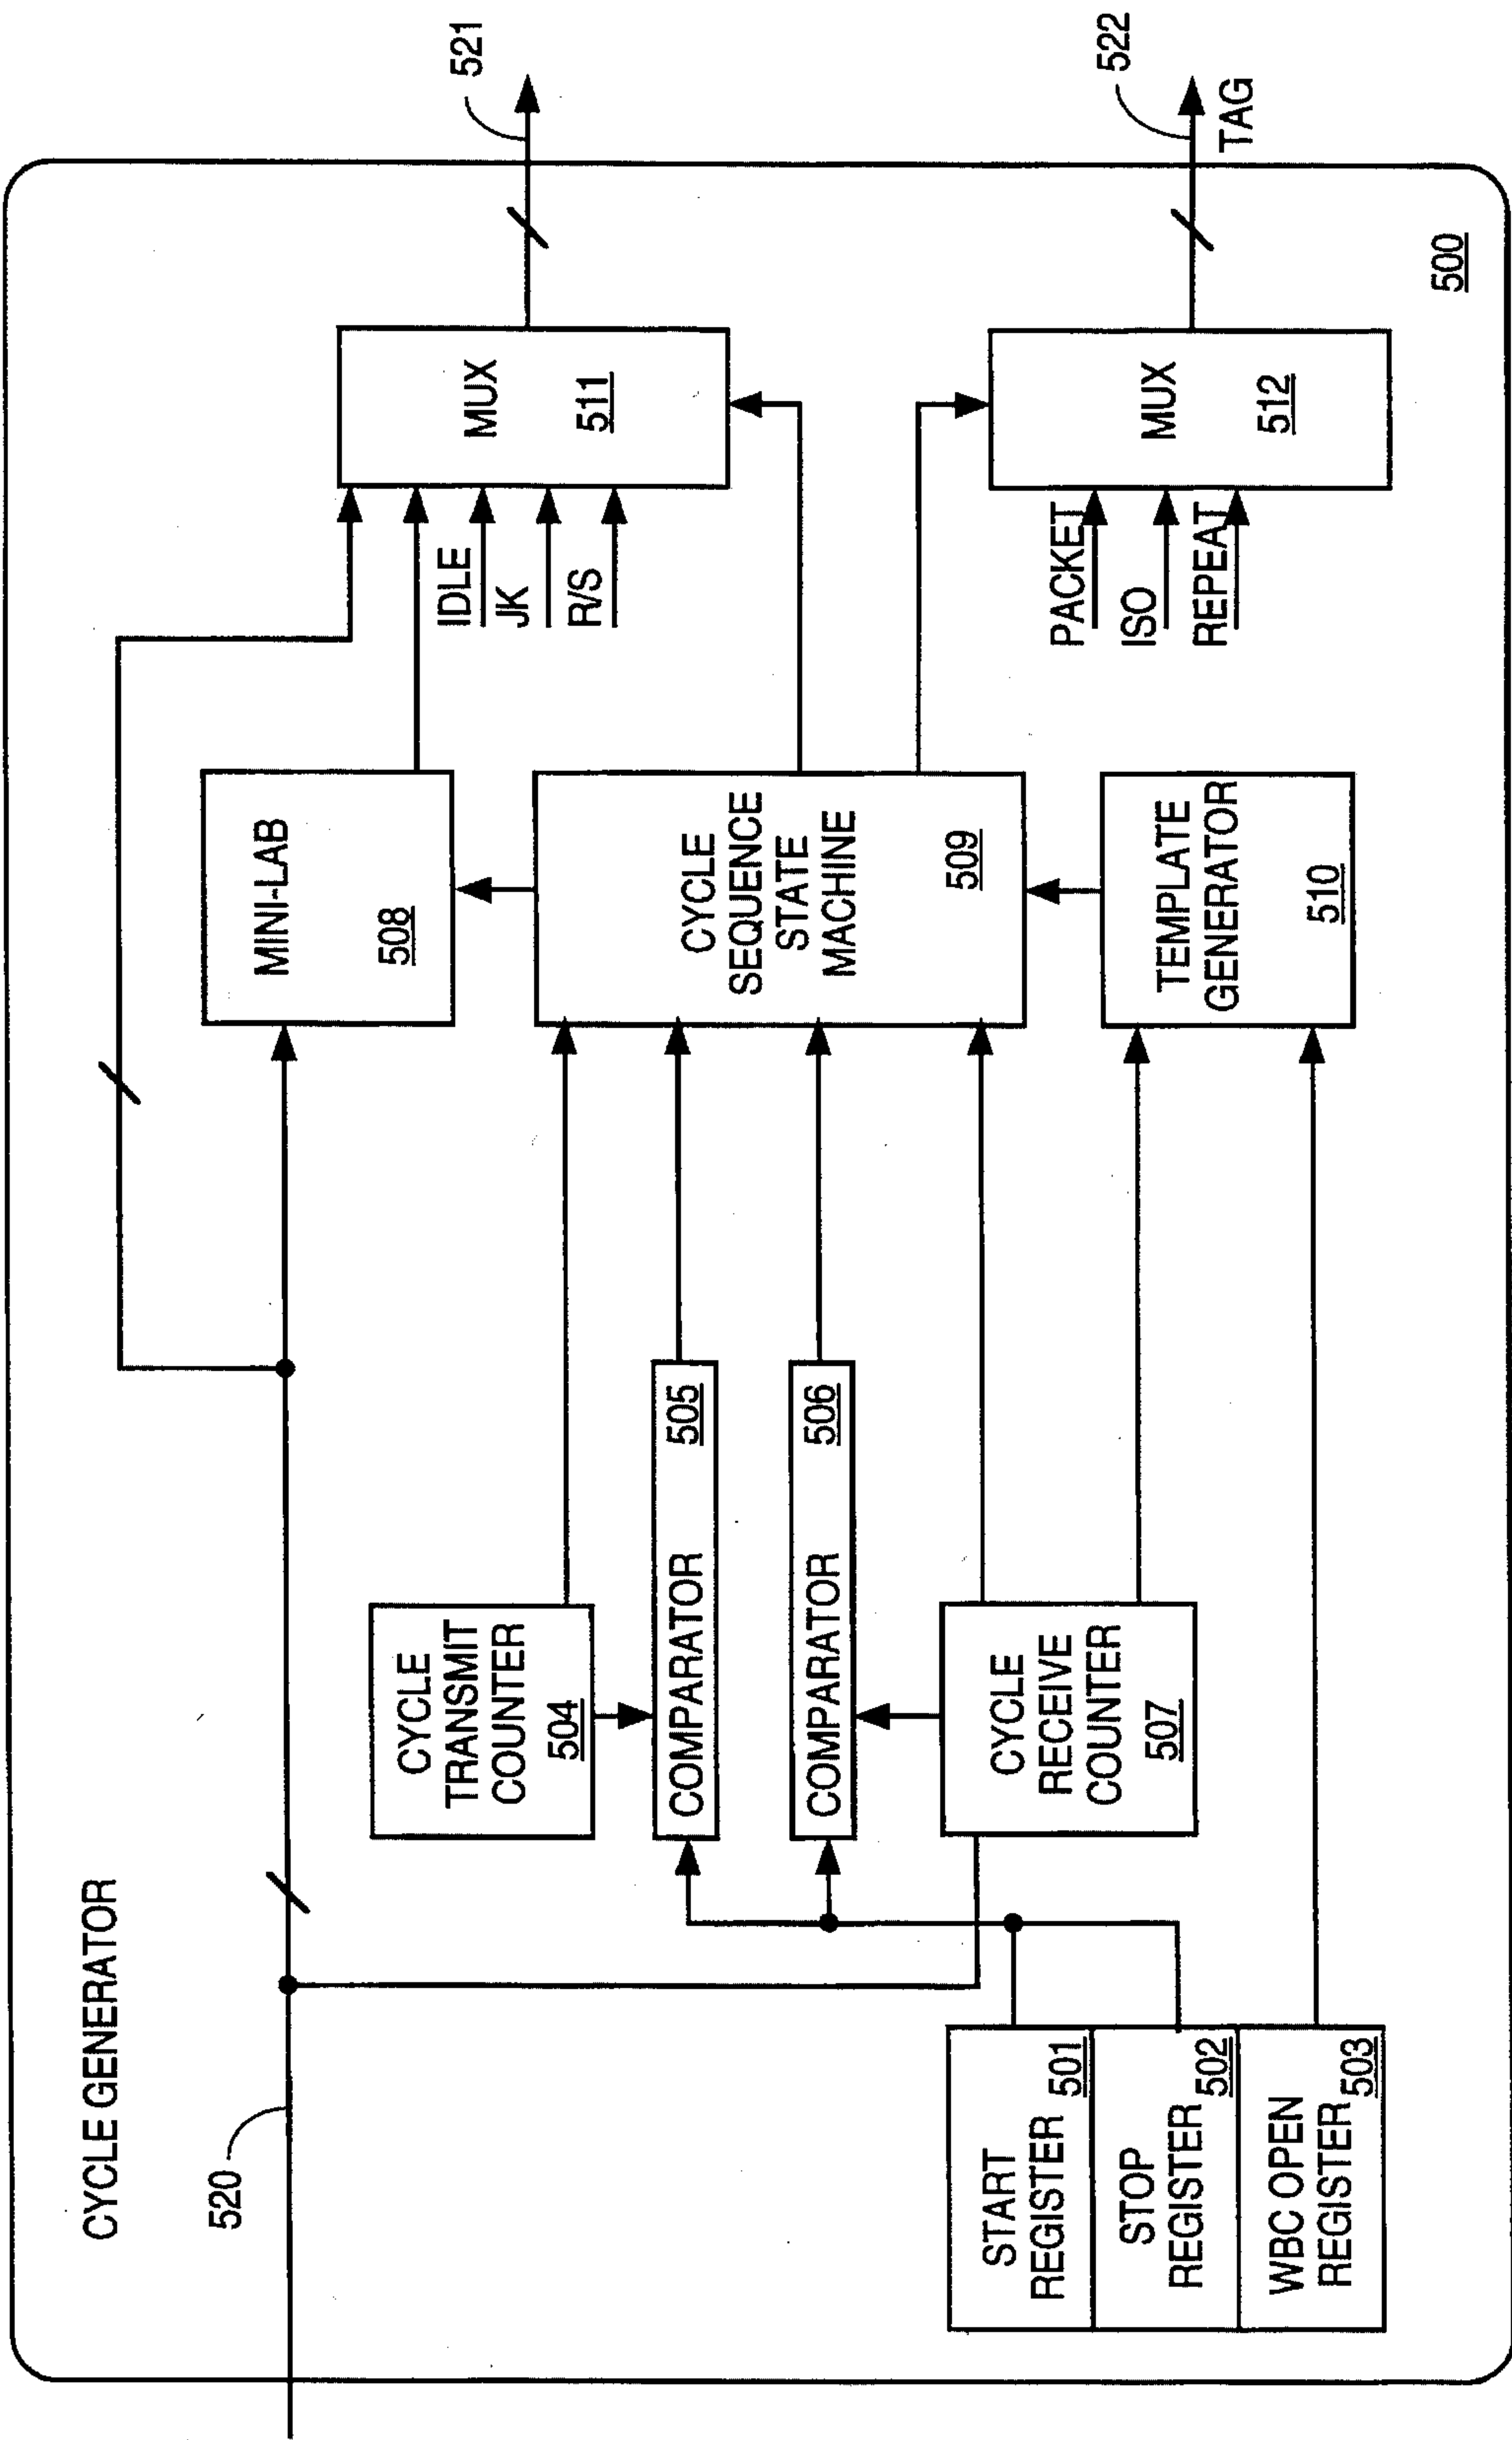 CYCLE GENERATOR
520
START
REGISTER
501
STOP
REGISTER
502
WBC OPEN
REGISTER
503
CYCLE
TRANSMIT
COUNTER
504
COMPARATOR 505
COMPARATOR 506
CYCLE
RECEIVE
COUNTER
507
MINI-LAB
508
CYCLE
SEQUENCE
STATE
MACHINE
509
TEMPLATE
GENERATOR
510
IDLE
JK
R/S
MUX
511
PACKET
ISO
REPEAT
MUX
512
521
522
TAG
500